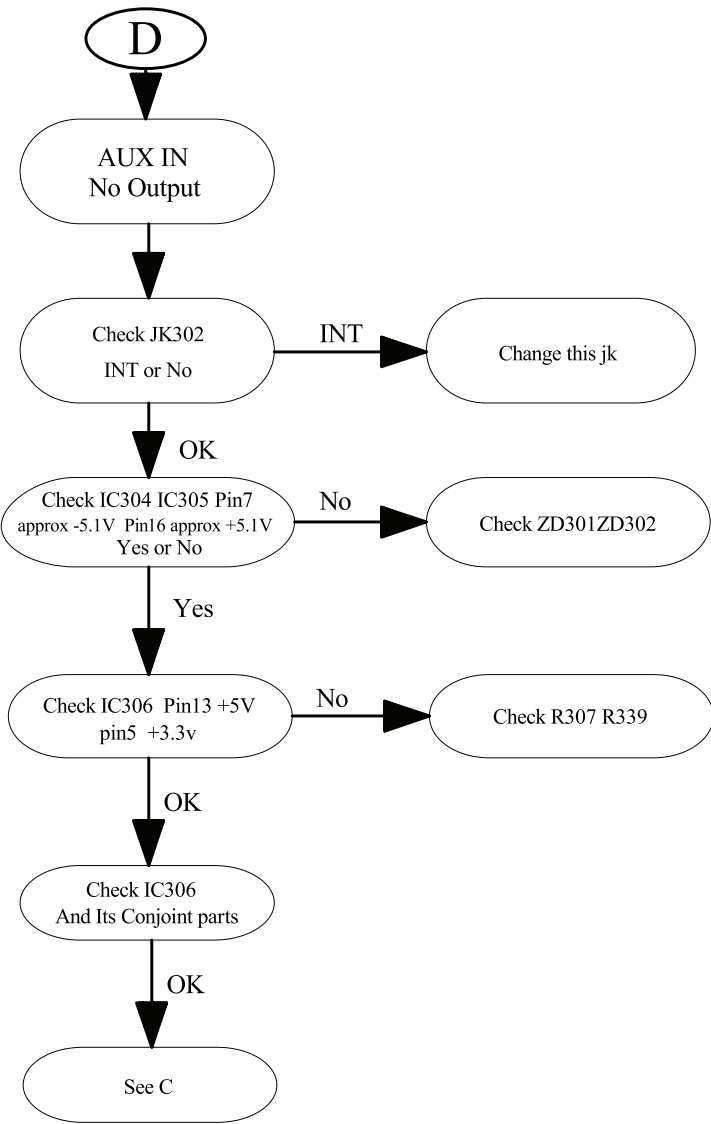 D
AUX IN
No Output
Check JK302
INT or No
INT
Change this jk
OK
Check IC304 IC305 Pin7
approx -5.1V Pin16 approx +5.1V
Yes or No
No
Check ZD301ZD302
Yes
Check IC306 Pin13 +5V
pin5 +3.3v
No
Check R307 R339
OK
Check IC306
And Its Conjoint parts
OK
See C